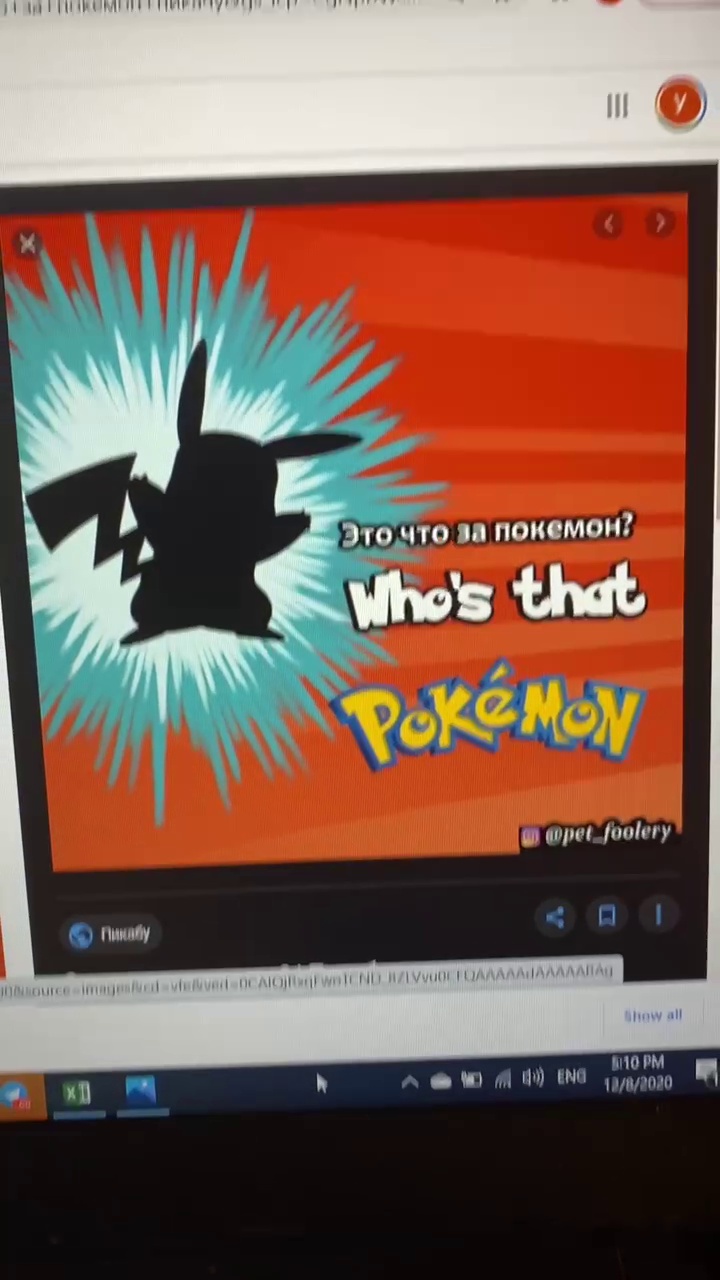 У
Это что за покемон?
Who's that
POKéMON
@pet_foolery
Пикабу
Show all
ENG
5:10 PM
12/8/2020